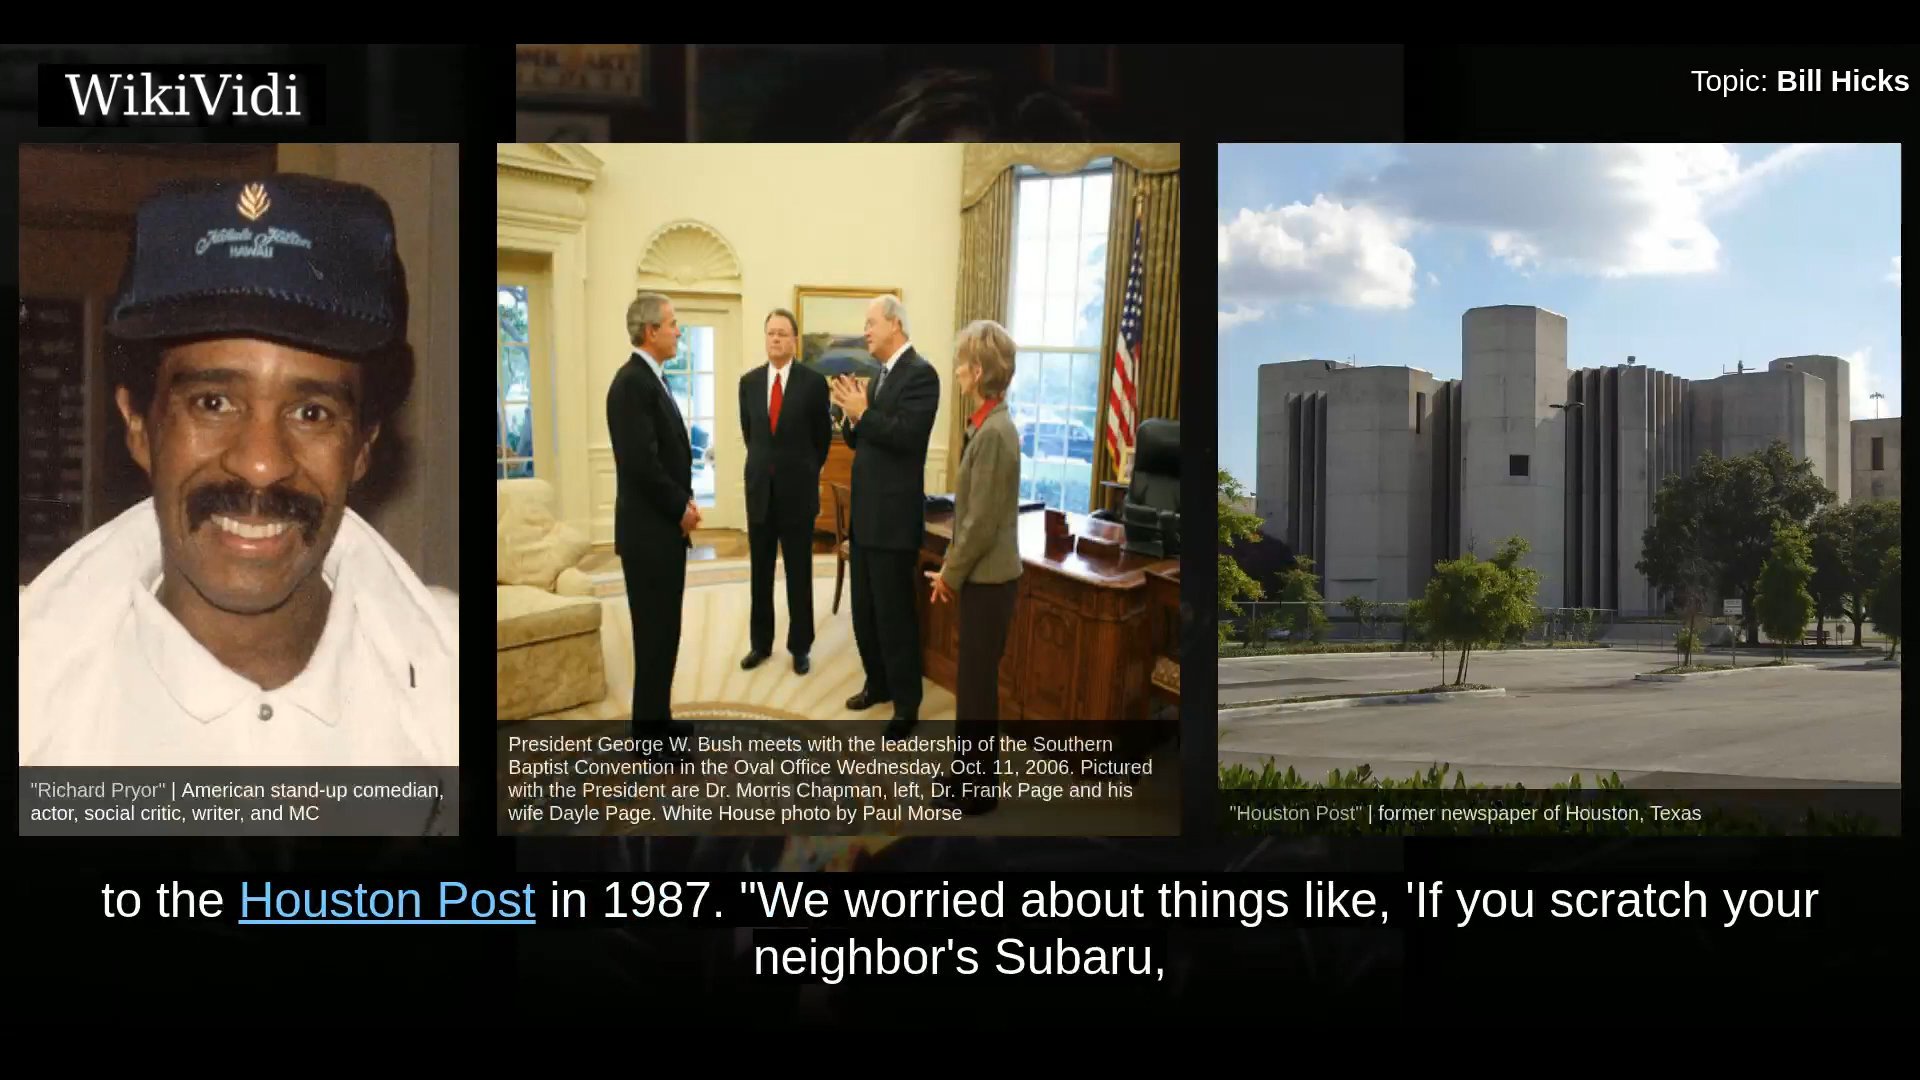 WikiVidi
Topic: Bill Hicks
HAWAII
"Richard Pryor" | American stand-up comedian,
actor, social critic, writer, and MC
President George W. Bush meets with the leadership of the Southern
Baptist Convention in the Oval Office Wednesday, Oct. 11, 2006. Pictured
with the President are Dr. Morris Chapman, left, Dr. Frank Page and his
wife Dayle Page. White House photo by Paul Morse
"Houston Post" | former newspaper of Houston, Texas
to the Houston Post in 1987. "We worried about things like, 'If you scratch your
neighbor's Subaru,